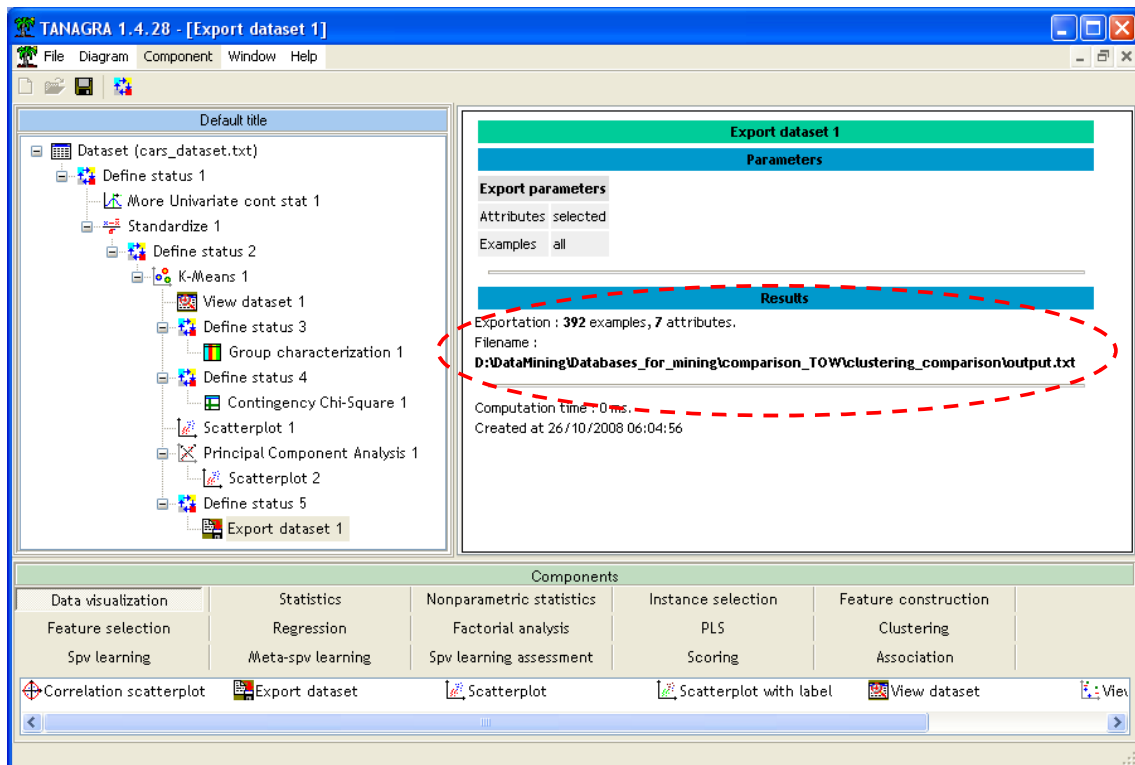 TANAGRA 1.4.28 - [Export dataset 1]
File Diagram Component Window Help
Default title
Dataset (cars_dataset.txt)
Define status 1
More Univariate cont stat 1
Standardize 1
Define status 2
K-Means 1
View dataset 1
Define status 3
Group characterization 1
Define status 4
Contingency Chi-Square 1
Scatterplot 1
Principal Component Analysis 1
Scatterplot 2
Define status 5
Export dataset 1
Export dataset 1
Parameters
Export parameters
Attributes selected
Examples all
Results
Exportation : 392 examples, 7 attributes.
Filename :
D:\DataMining\Databases_for_mining\comparison_TOW\clustering_comparison\output.txt
Computation time : 0 ms.
Created at 26/10/2008 06:04:56
Components
Data visualization Statistics Nonparametric statistics Instance selection Feature construction
Feature selection Regression Factorial analysis PLS Clustering
Spv learning Meta-spv learning Spv learning assessment Scoring Association
Correlation scatterplot Export dataset Scatterplot Scatterplot with label View dataset View